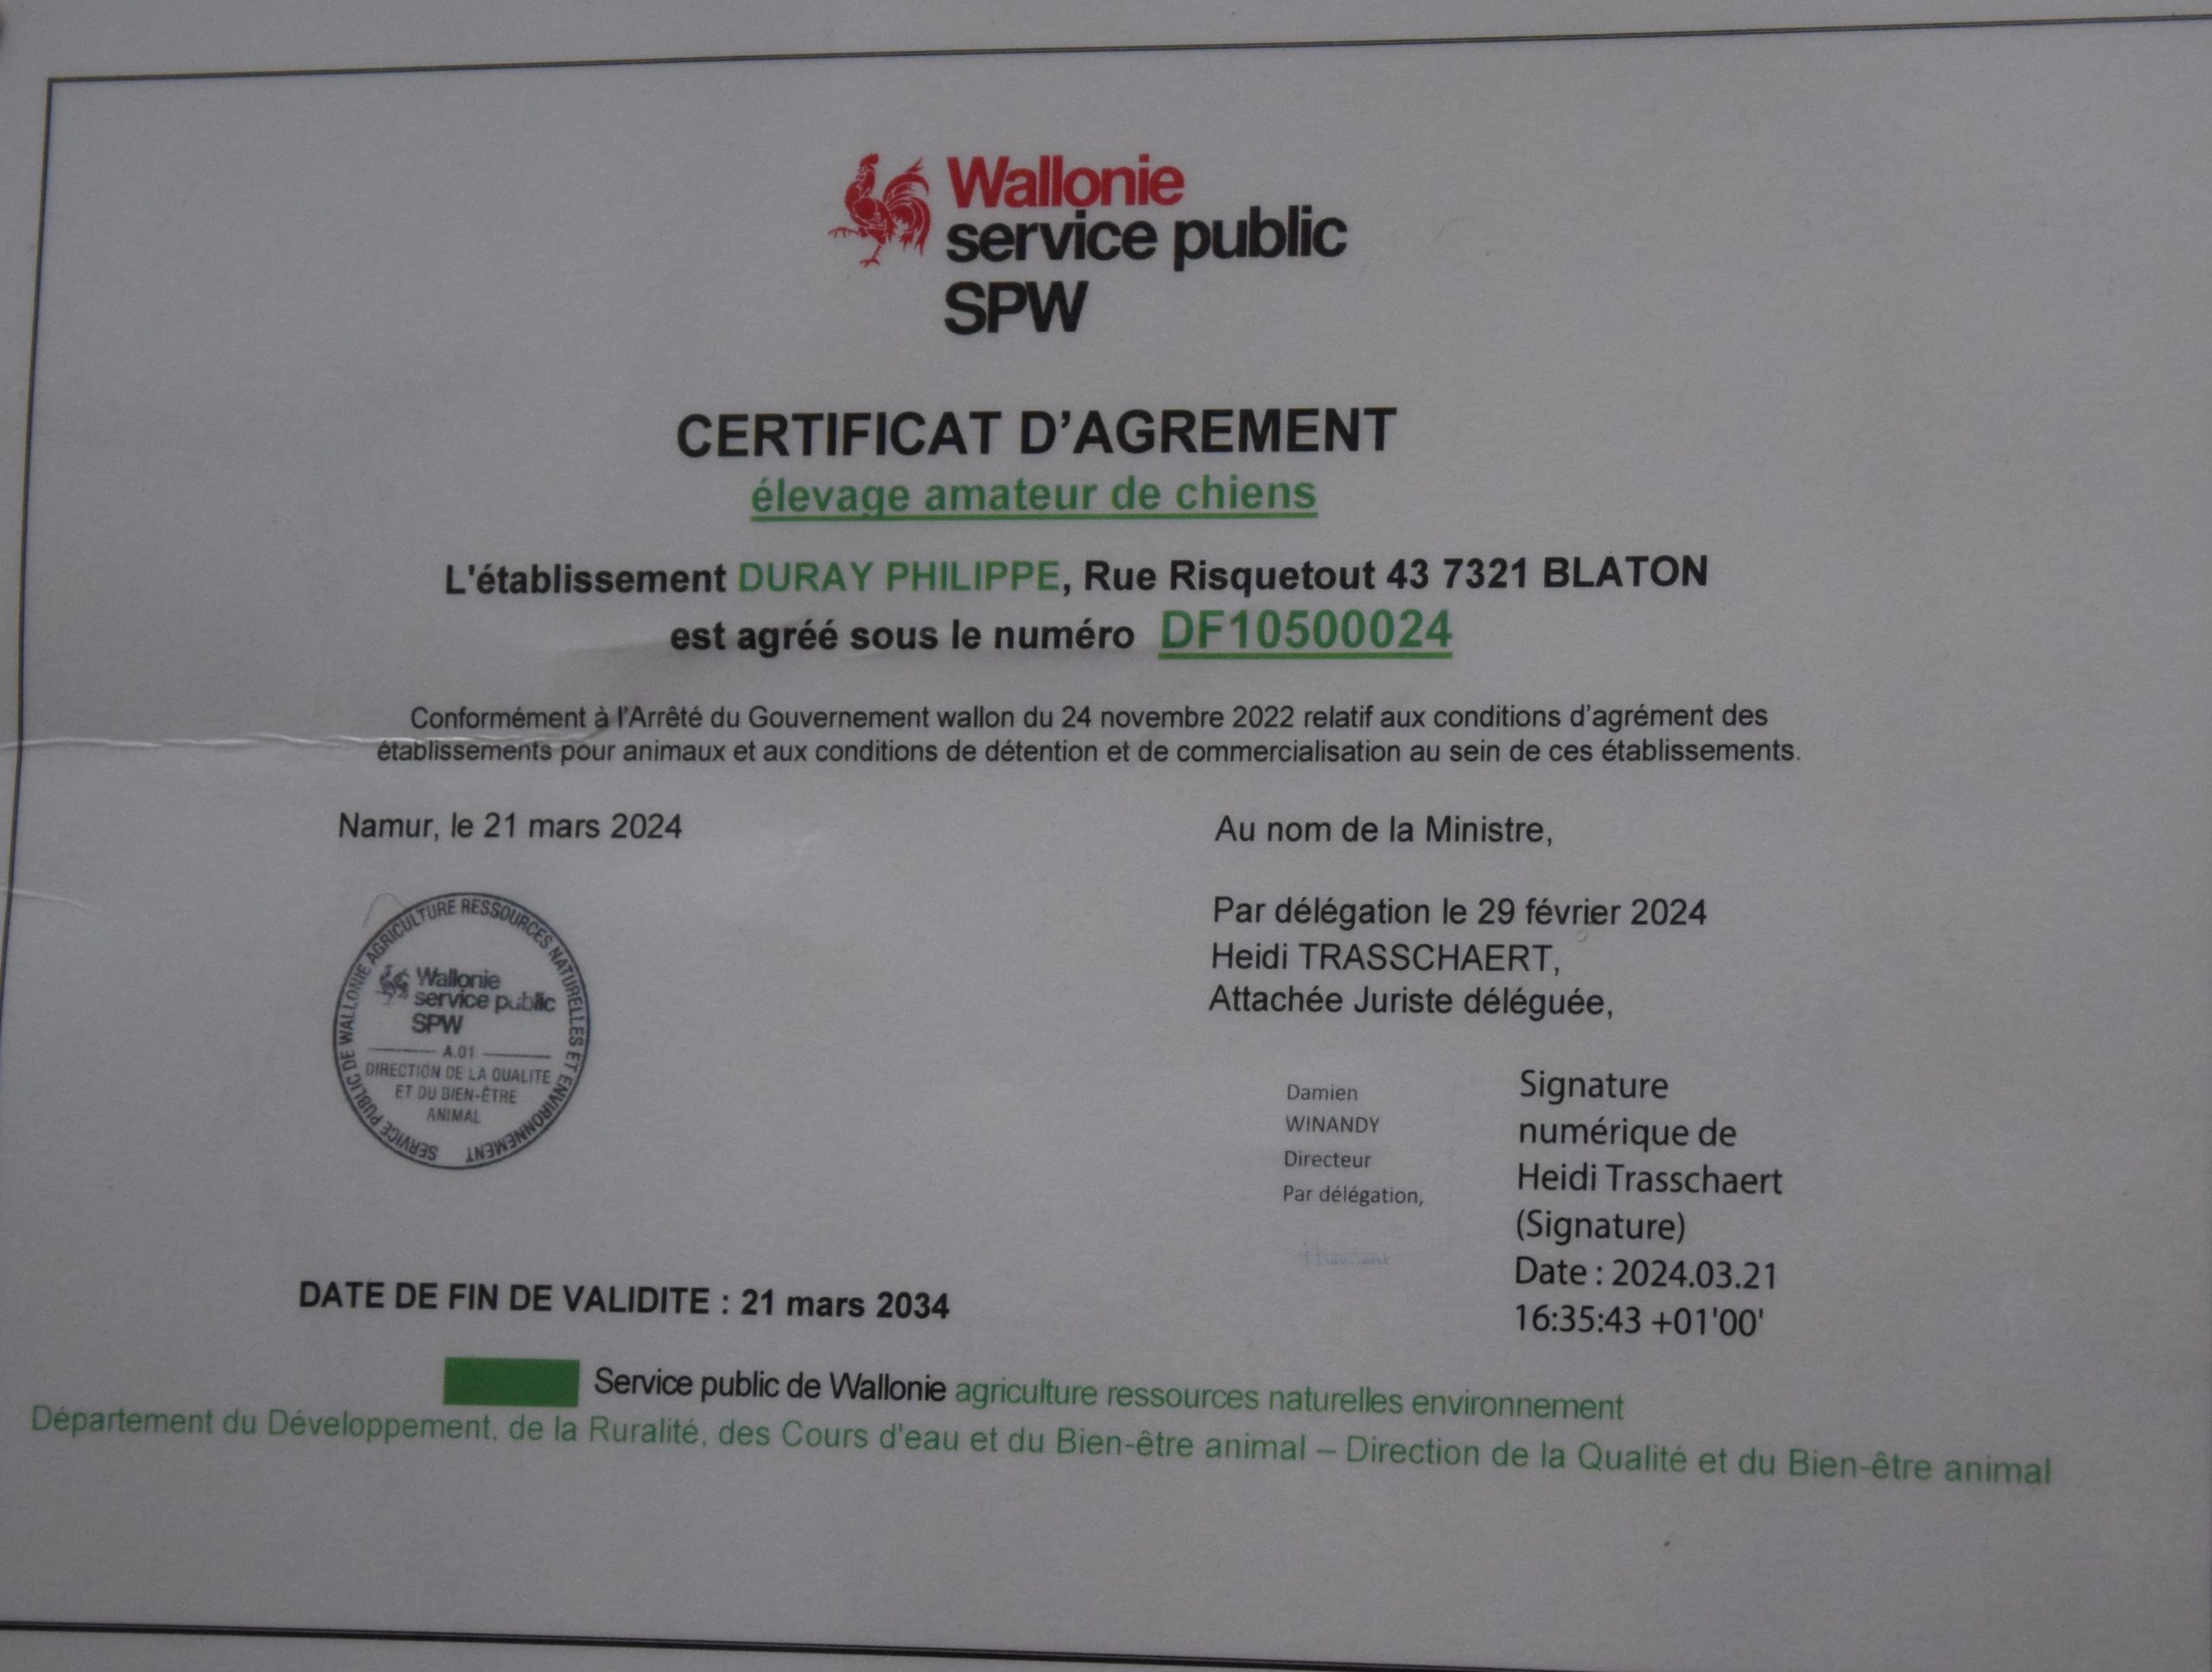 Wallonie
service public
SPW
CERTIFICAT D'AGREMENT
élevage amateur de chiens
L'établissement DURAY PHILIPPE, Rue Risquetout 43 7321 BLATON
est agréé sous le numéro DF10500024
Conformément à l'Arrêté du Gouvernement wallon du 24 novembre 2022 relatif aux conditions d'agrément des
établissements pour animaux et aux conditions de détention et de commercialisation au sein de ces établissements.
Namur, le 21 mars 2024
Au nom de la Ministre,
Par délégation le 29 février 2024
Heidi TRASSCHAERT,
Attachée Juriste déléguée,
SERVICE PUBLIC DE WALLONIE AGRICULTURE RESSOURCES NATURELLES ET ENVIRONNEMENT
Wallonie
service public
SPW
A.01
DIRECTION DE LA QUALITE
ET DU BIEN-ÊTRE
ANIMAL
Damien
WINANDY
Directeur
Par délégation,
Signature
numérique de
Heidi Trasschaert
(Signature)
Date : 2024.03.21
16:35:43 +01'00'
DATE DE FIN DE VALIDITE : 21 mars 2034
Service public de Wallonie agriculture ressources naturelles environnement
Département du Développement, de la Ruralité, des Cours d'eau et du Bien-être animal – Direction de la Qualité et du Bien-être animal